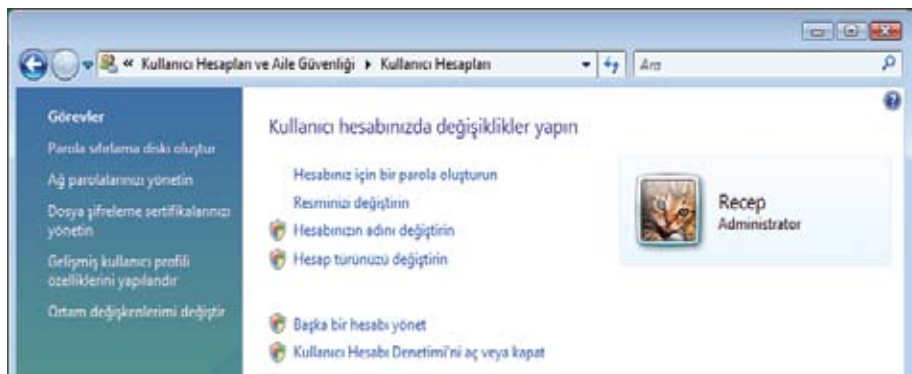 « Kullanıcı Hesapları ve Aile Güvenliği ▸ Kullanıcı Hesapları
Ara
Görevler
Parola sıfırlama diski oluştur
Ağ parolalarınızı yönetin
Dosya şifreleme sertifikalarınızı
yönetin
Gelişmiş kullanıcı profili
özelliklerini yapılandır
Ortam değişkenlerimi değiştir
Kullanıcı hesabınızda değişiklikler yapın
Hesabınız için bir parola oluşturun
Resminizi değiştirin
Hesabınızın adını değiştirin
Hesap türünüzü değiştirin
Başka bir hesabı yönet
Kullanıcı Hesabı Denetimi'ni aç veya kapat
Recep
Administrator